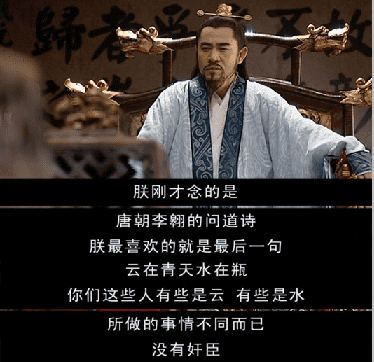 歸者 故
朕刚才念的是
唐朝李翱的问道诗
朕最喜欢的就是最后一句
云在青天水在瓶
你们这些人有些是云 有些是水
所做的事情不同而已
没有奸臣